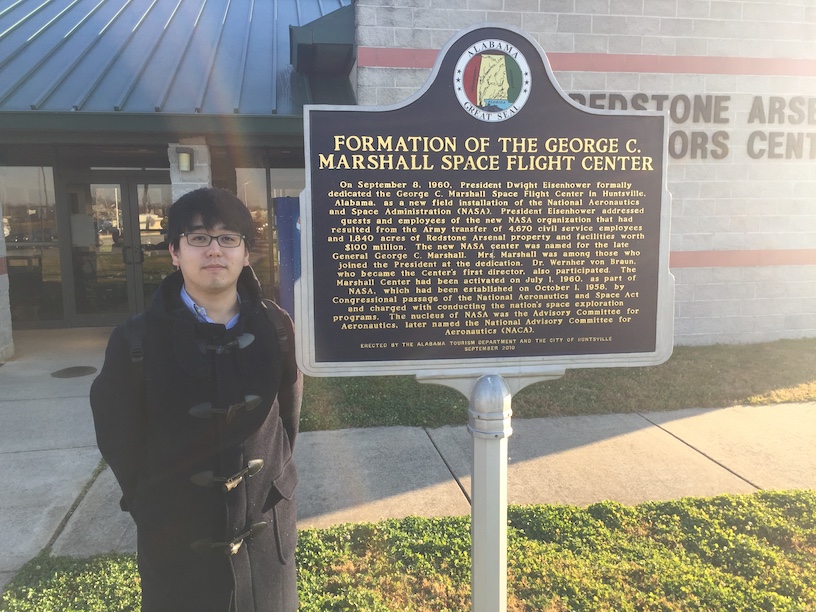 ALABAMA
GREAT SEAL
FORMATION OF THE GEORGE C.
MARSHALL SPACE FLIGHT CENTER
On September 8, 1960, President Dwight Eisenhower formally
dedicated the George C. Marshall Space Flight Center in Huntsville,
Alabama, as a new field installation of the National Aeronautics
and Space Administration (NASA). President Eisenhower addressed
guests and employees of the new NASA organization that had
resulted from the Army transfer of 4,670 civil service employees
and 1,840 acres of Redstone Arsenal property and facilities worth
$100 million. The new NASA center was named for the late
General George C. Marshall. Mrs. Marshall was among those who
joined the President at the dedication. Dr. Wernher von Braun,
who became the Center's first director, also participated. The
Marshall Center had been activated on July 1, 1960, as part of
NASA, which had been established on October 1, 1958, by
Congressional passage of the National Aeronautics and Space Act
and charged with conducting the nation's space exploration
programs. The nucleus of NASA was the Advisory Committee for
Aeronautics, later named the National Advisory Committee for
Aeronautics (NACA).
ERECTED BY THE ALABAMA TOURISM DEPARTMENT AND THE CITY OF HUNTSVILLE
SEPTEMBER 2010
REDSTONE ARSE
ORS CENT